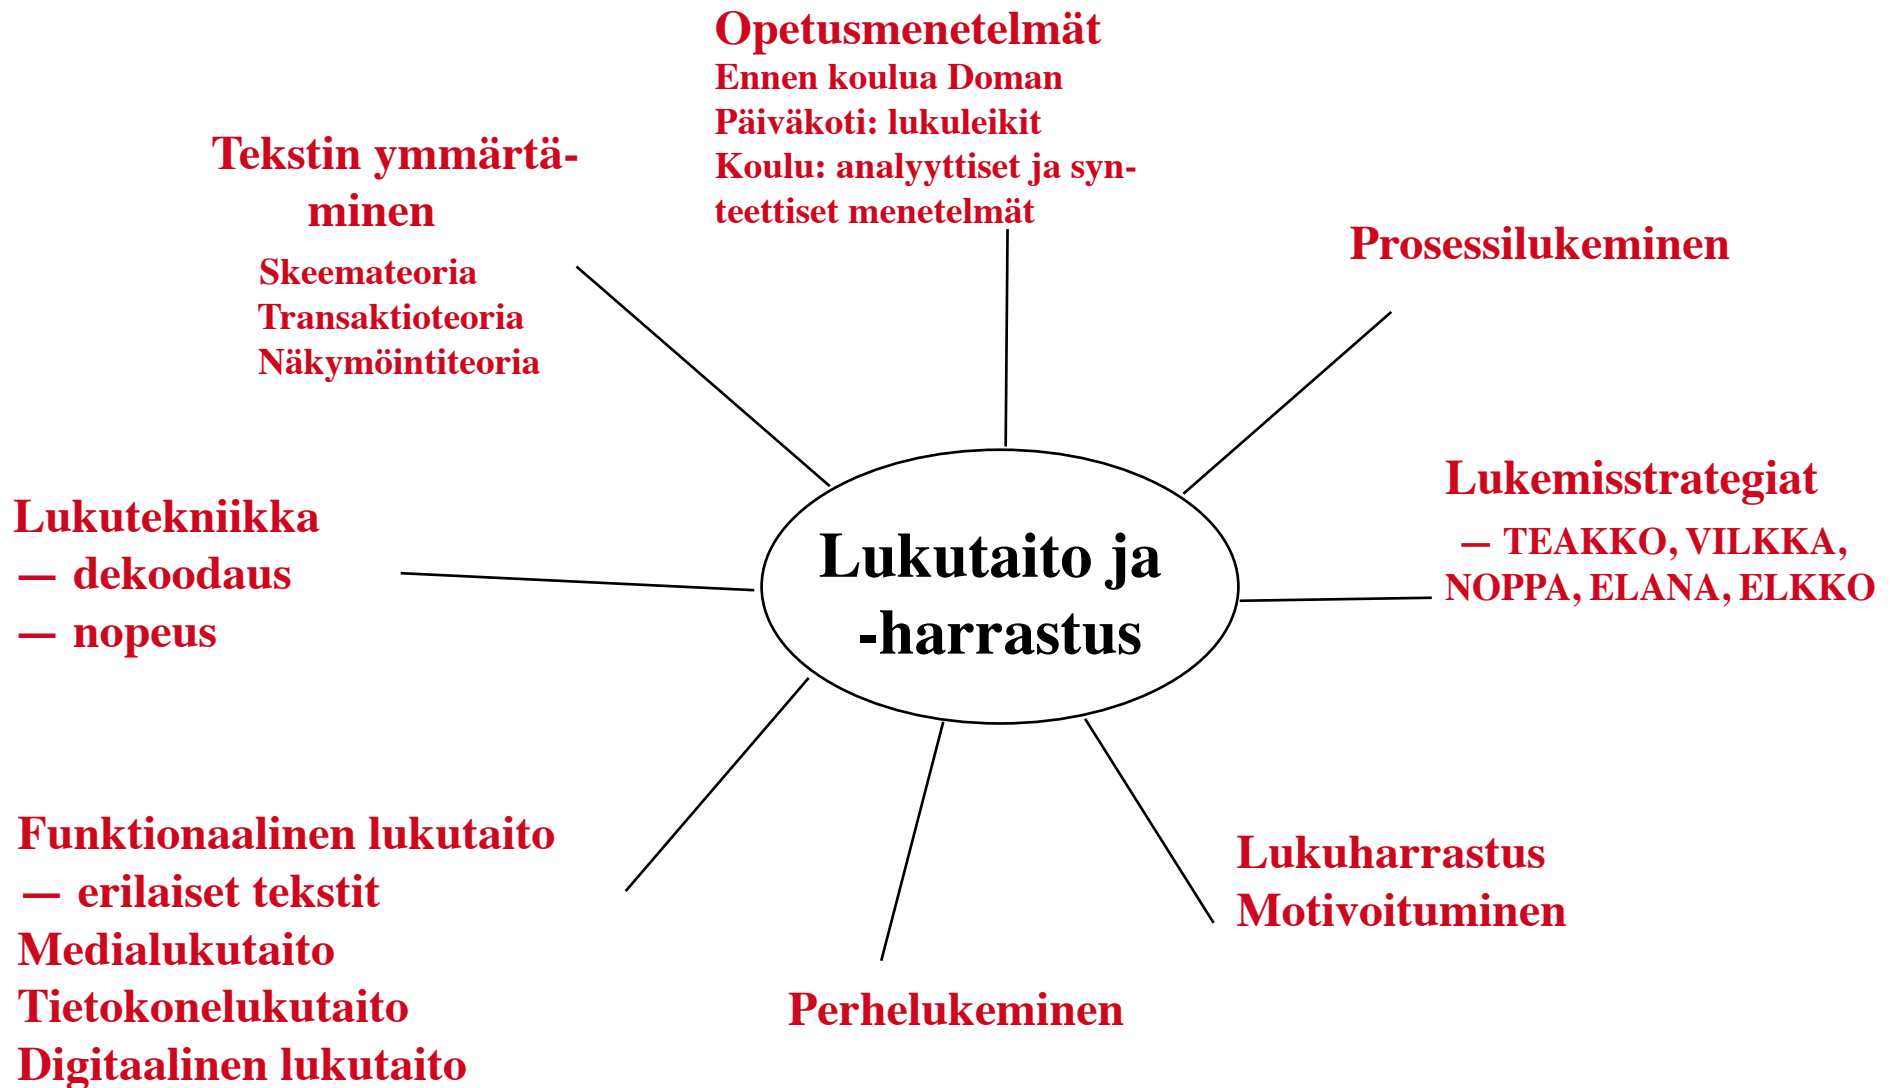 Opetusmenetelmät
Ennen koulua Doman
Päiväkoti: lukuleikit
Koulu: analyyttiset ja syn-
teettiset menetelmät
Tekstin ymmärtä-
minen
Skeemateoria
Transaktioteoria
Näkymöintiteoria
Prosessilukeminen
Lukemisstrategiat
— TEAKKO, VILKKA,
NOPPA, ELANA, ELKKO
Lukutekniikka
— dekoodaus
— nopeus
Lukutaito ja
-harrastus
Funktionaalinen lukutaito
— erilaiset tekstit
Medialukutaito
Tietokonelukutaito
Digitaalinen lukutaito
Lukuharrastus
Motivoituminen
Perhelukeminen